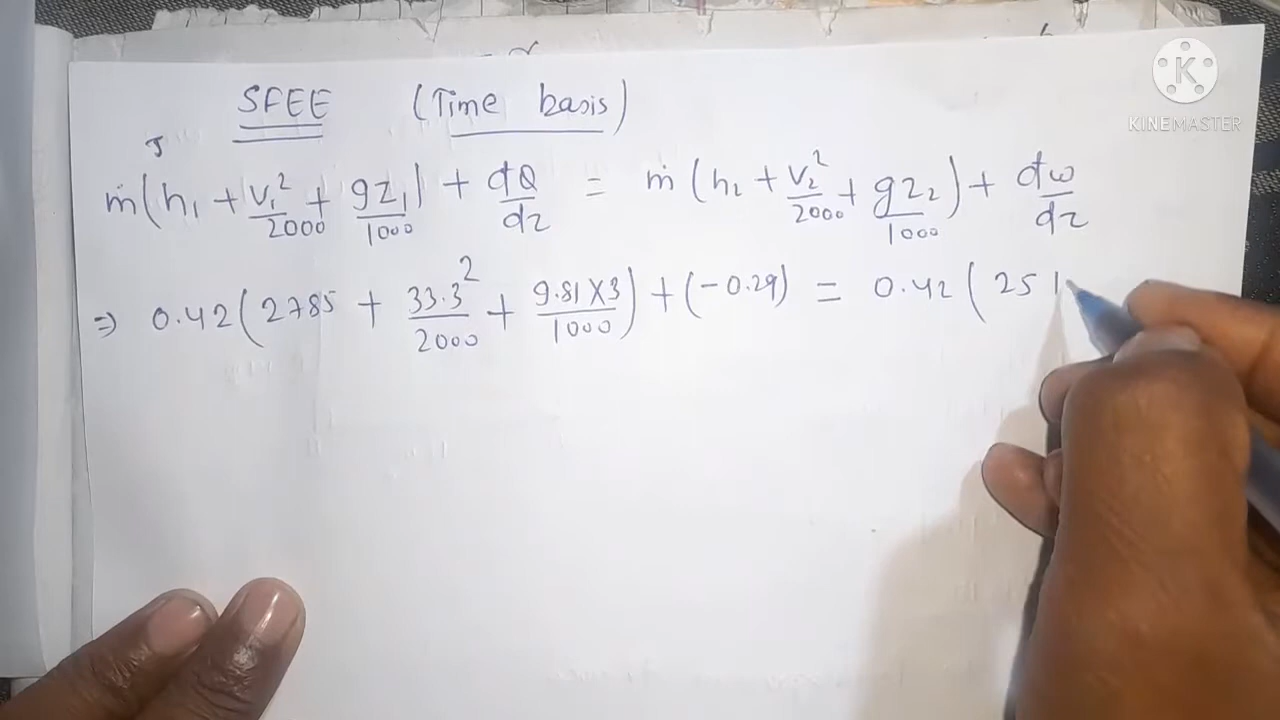 KINEMASTER
SFEE (Time basis)
ṁ(h₁ + V₁²/2000 + gZ₁/1000) + dQ/dτ = ṁ(h₂ + V₂²/2000 + gZ₂/1000) + dw/dτ
⇒ 0.42(2785 + 33.3²/2000 + 9.81×3/1000) + (-0.29) = 0.42(251